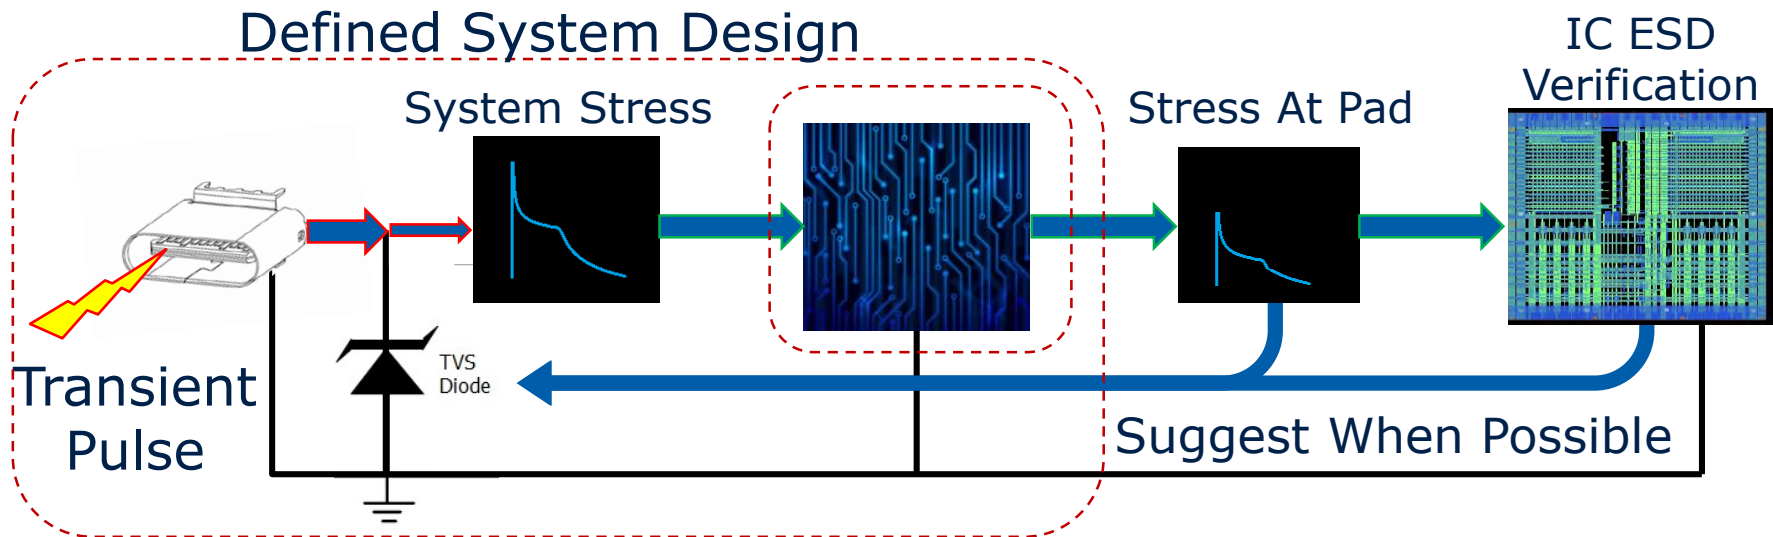 Defined System Design
IC ESD
Verification
System Stress
Stress At Pad
TVS
Diode
Transient
Pulse
Suggest When Possible